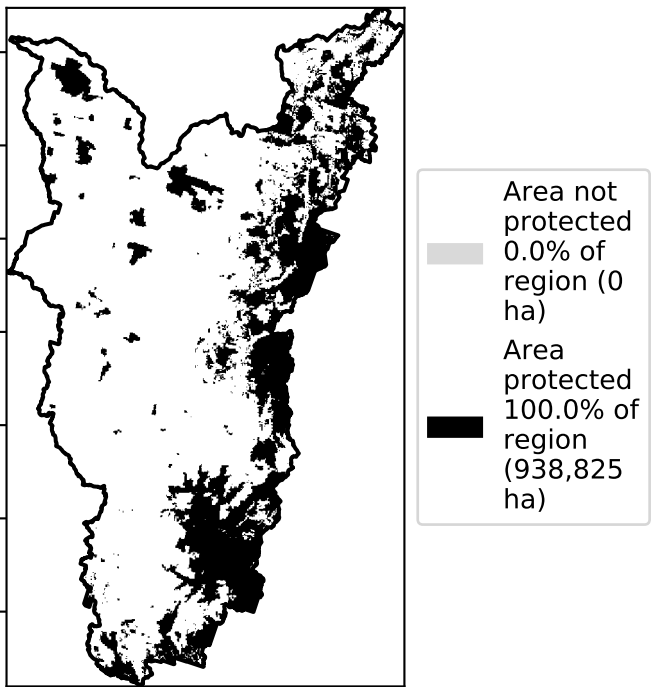 Area not
protected
0.0% of
region (0
ha)
Area
protected
100.0% of
region
(938,825
ha)